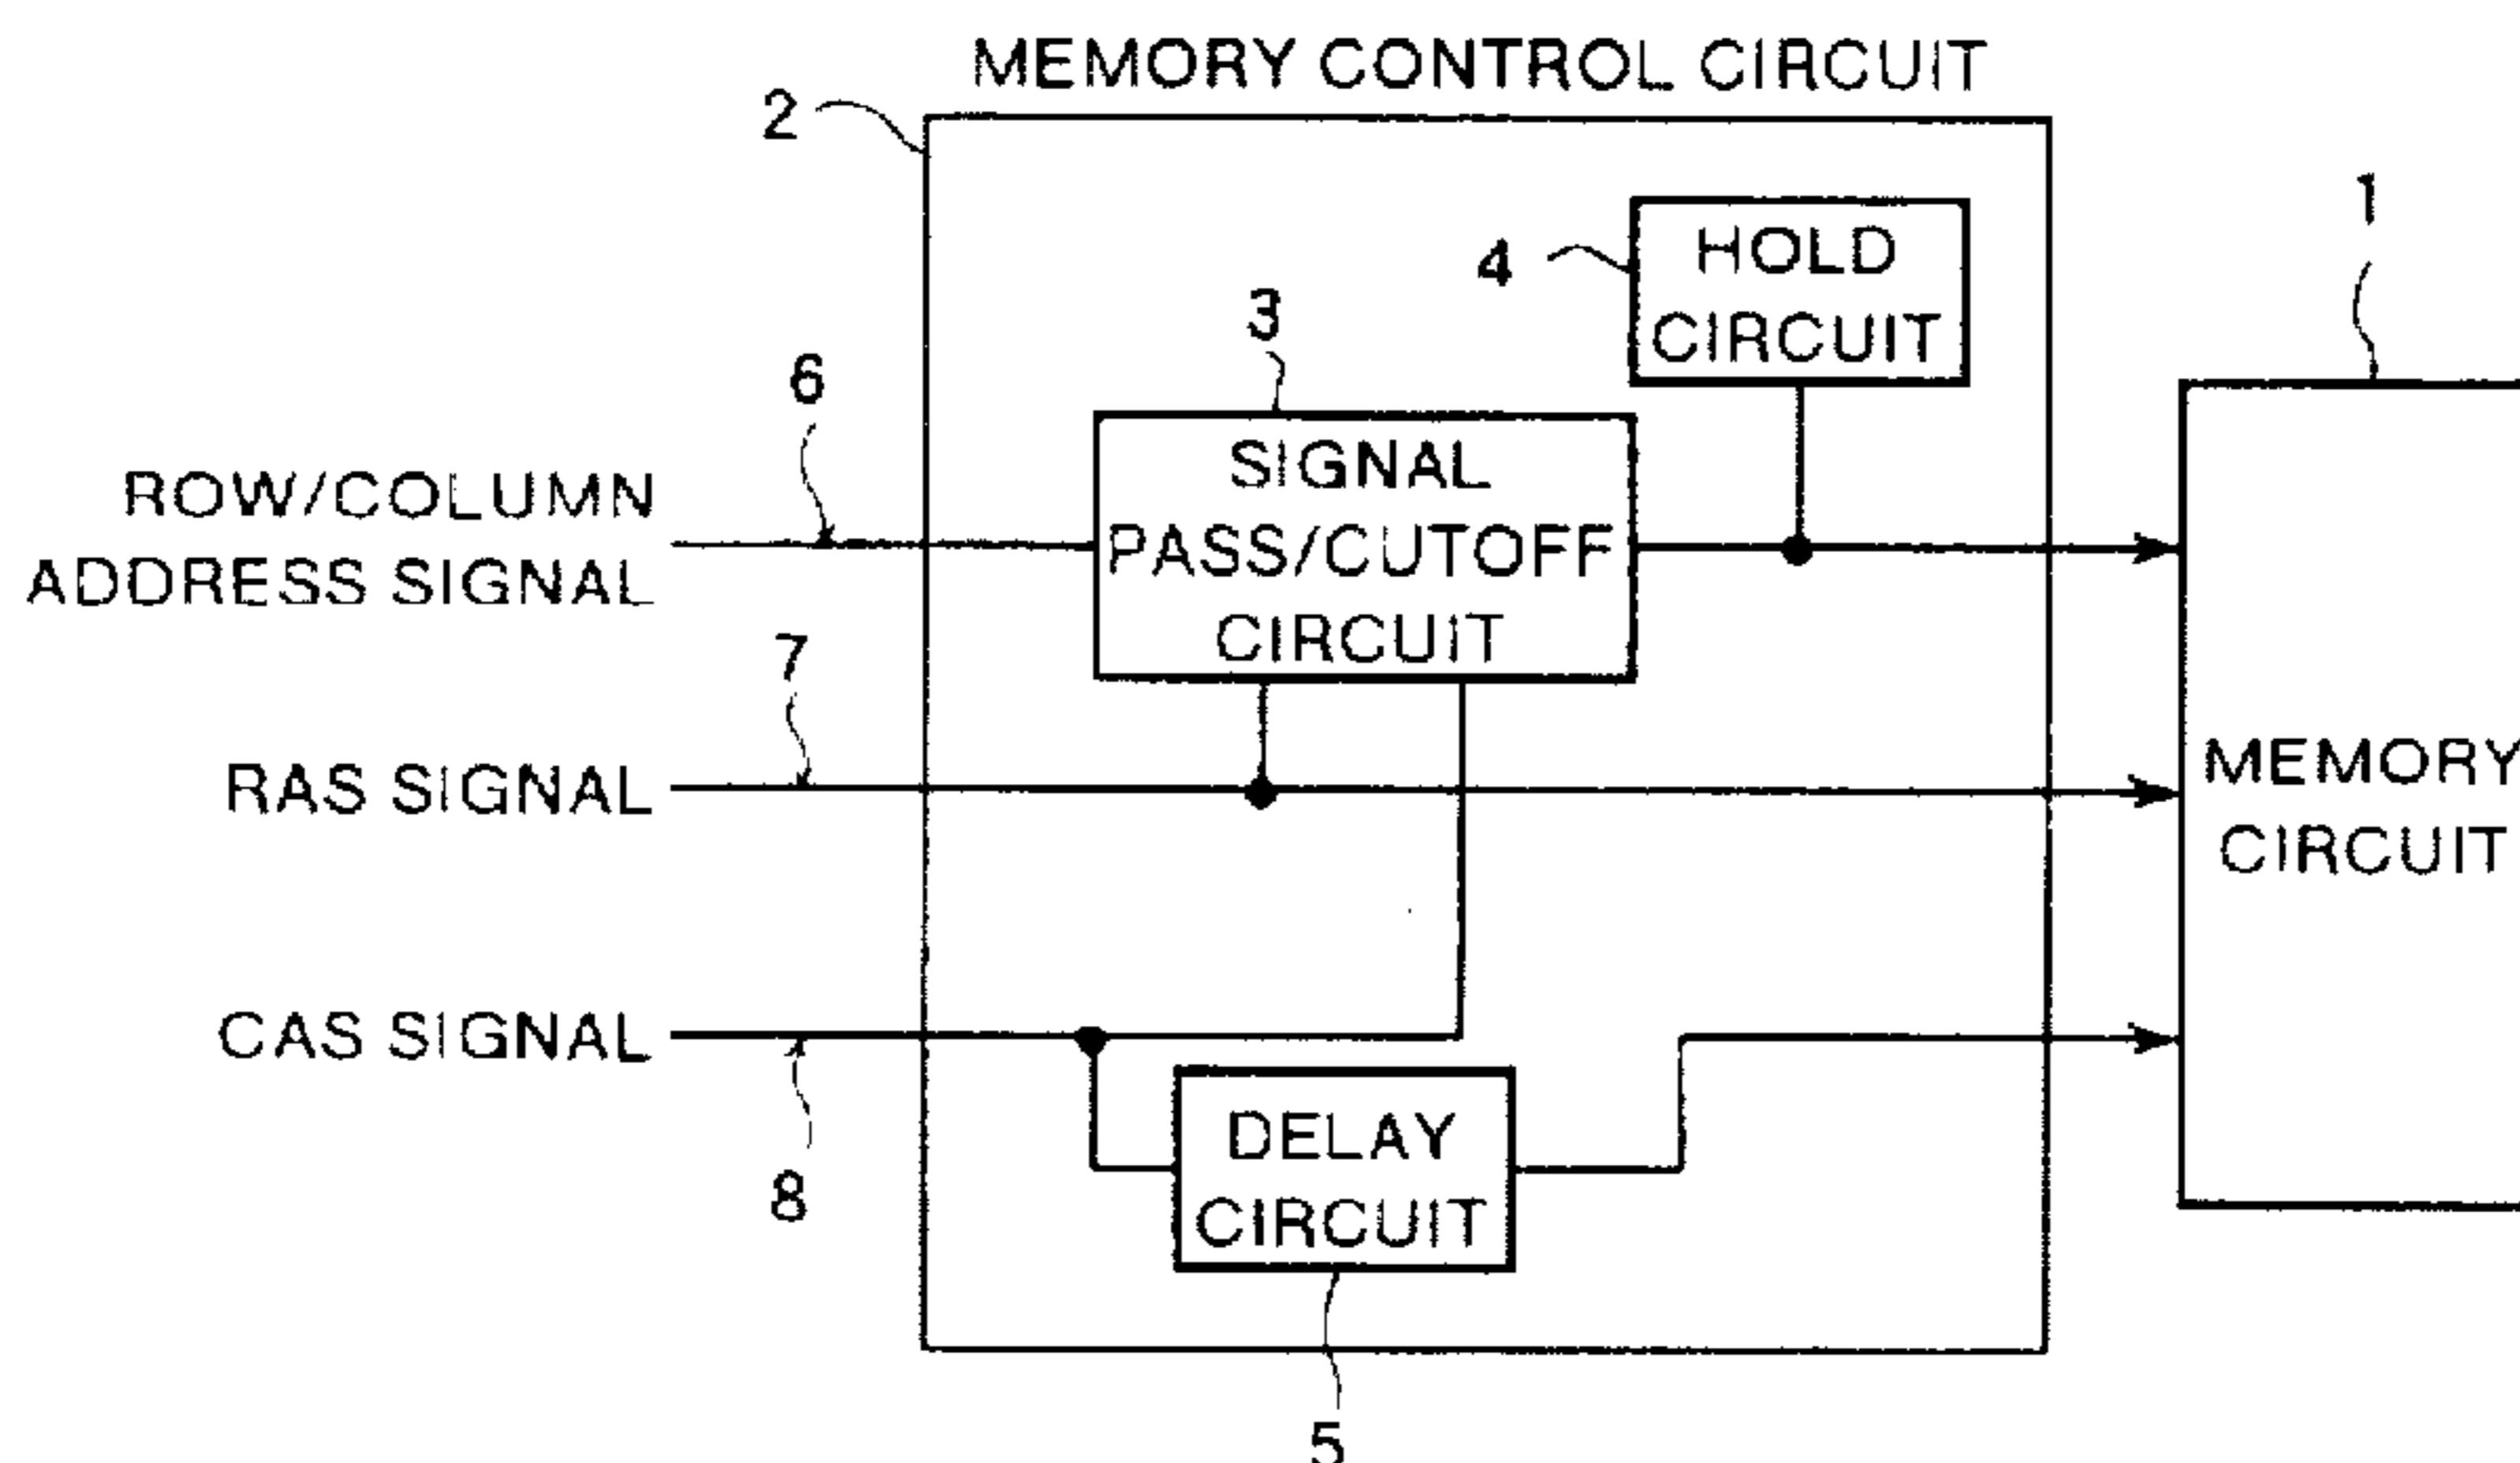 MEMORY CONTROL CIRCUIT
2
1
HOLD
CIRCUIT
4
3
6
SIGNAL
PASS/CUTOFF
CIRCUIT
ROW/COLUMN
ADDRESS SIGNAL
7
RAS SIGNAL
MEMORY
CIRCUIT
CAS SIGNAL
8
DELAY
CIRCUIT
5